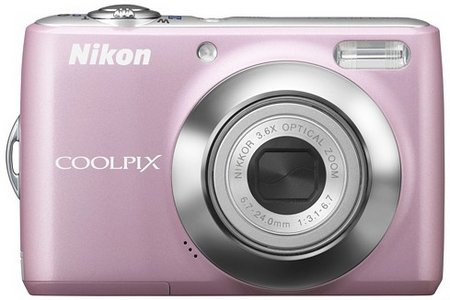 Nikon
COOLPIX
NIKKOR 3.6X OPTICAL ZOOM
6.7-24.0mm 1:3.1-6.7